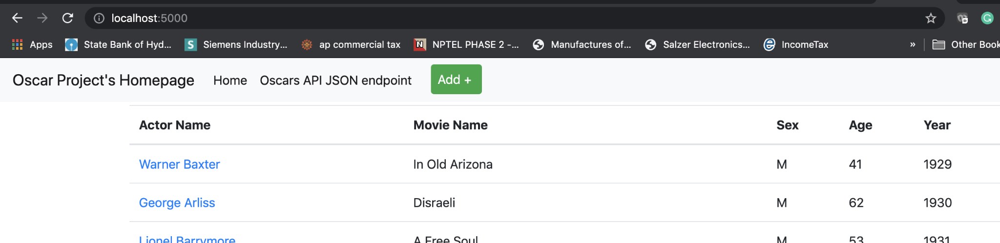 localhost:5000
Apps State Bank of Hyd... Siemens Industry... ap commercial tax NPTEL PHASE 2 -... Manufactures of... Salzer Electronics... IncomeTax » Other Book
Oscar Project's Homepage Home Oscars API JSON endpoint Add +
Actor Name Movie Name Sex Age Year
Warner Baxter In Old Arizona M 41 1929
George Arliss Disraeli M 62 1930
Lionel Barrymore A Free Soul M 53 1931